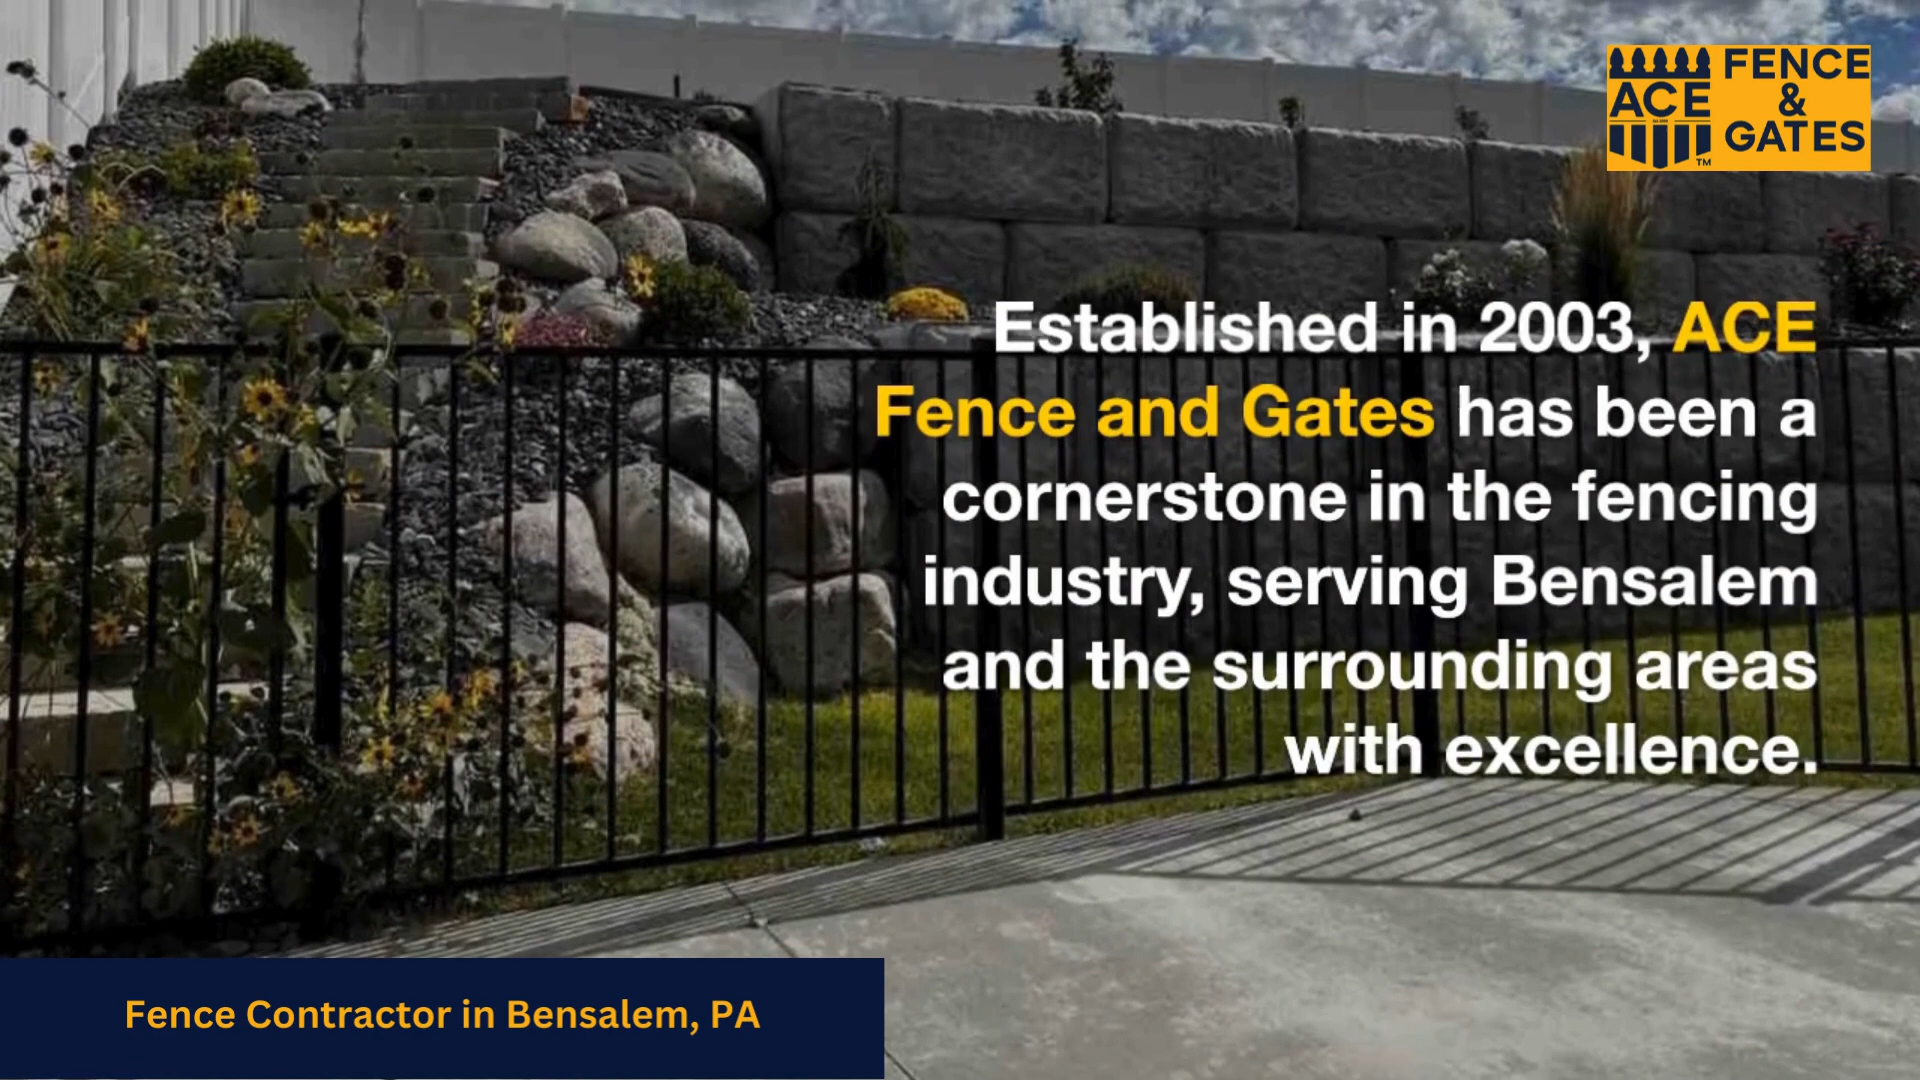 FENCE
ACE
&
GATES
TM
Established in 2003, ACE
Fence and Gates has been a
cornerstone in the fencing
industry, serving Bensalem
and the surrounding areas
with excellence.
Fence Contractor in Bensalem, PA